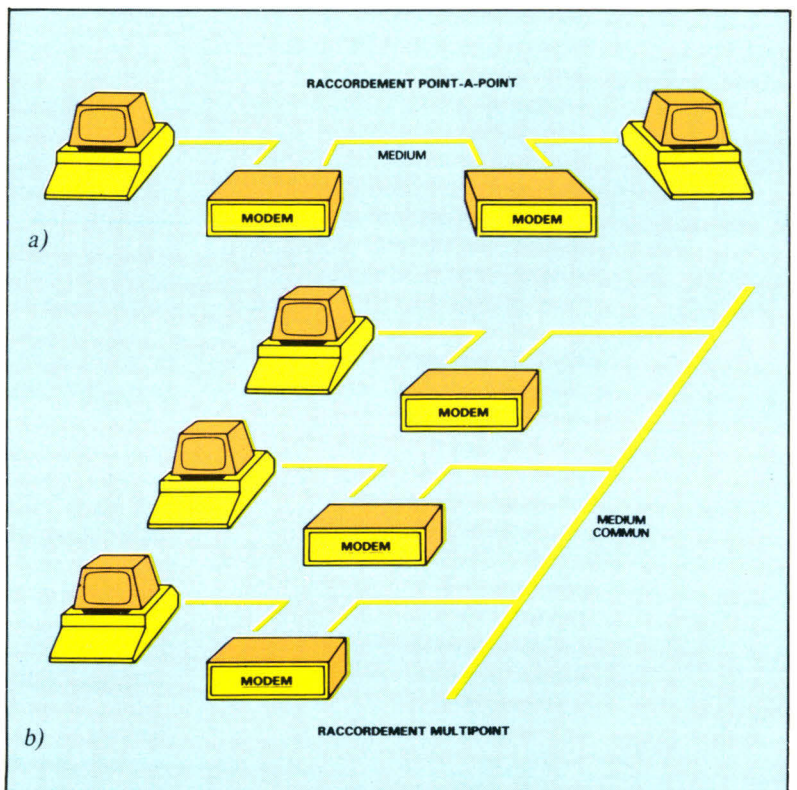 RACCORDEMENT POINT-A-POINT
MEDIUM
MODEM
MODEM
a)
MODEM
MODEM
MEDIUM
COMMUN
MODEM
b)
RACCORDEMENT MULTIPOINT